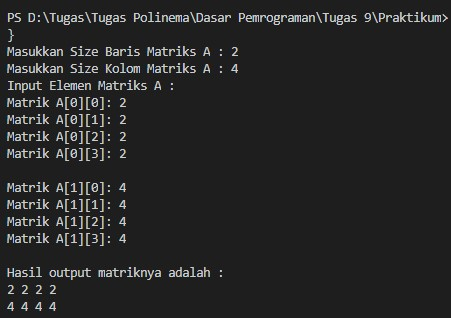 PS D:\Tugas\Tugas Polinema\Dasar Pemrograman\Tugas 9\Praktikum>
}
Masukkan Size Baris Matriks A : 2
Masukkan Size Kolom Matriks A : 4
Input Elemen Matriks A :
Matrik A[0][0]: 2
Matrik A[0][1]: 2
Matrik A[0][2]: 2
Matrik A[0][3]: 2
Matrik A[1][0]: 4
Matrik A[1][1]: 4
Matrik A[1][2]: 4
Matrik A[1][3]: 4
Hasil output matriknya adalah :
2 2 2 2
4 4 4 4